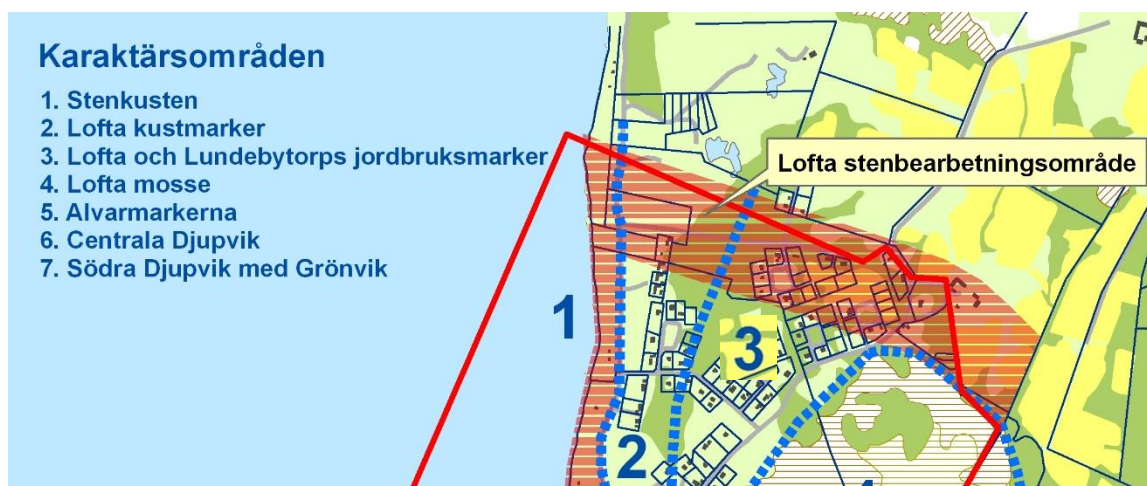 Karaktärsområden
1. Stenkusten
2. Lofta kustmarker
3. Lofta och Lundebytorps jordbruksmarker
4. Lofta mosse
5. Alvarmarkerna
6. Centrala Djupvik
7. Södra Djupvik med Grönvik
Lofta stenbearbetningsområde
1
3
2
4